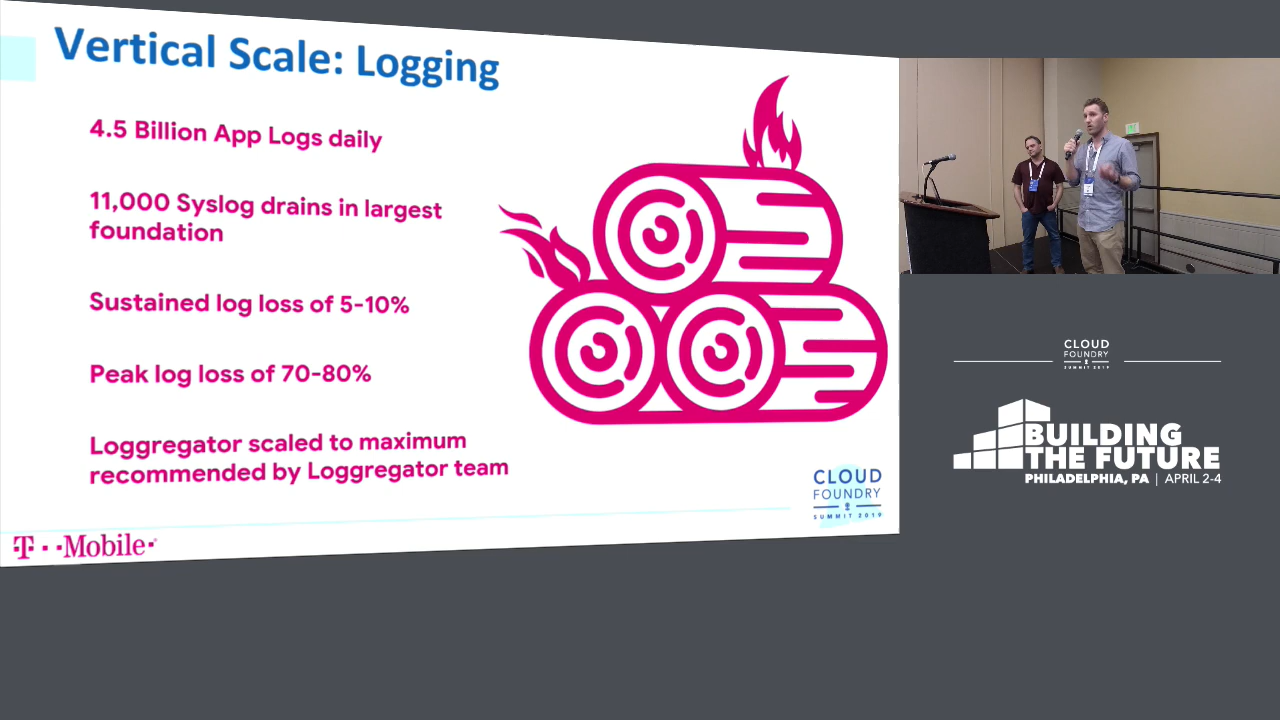 Vertical Scale: Logging
4.5 Billion App Logs daily
11,000 Syslog drains in largest
foundation
Sustained log loss of 5-10%
Peak log loss of 70-80%
Loggregator scaled to maximum
recommended by Loggregator team
CLOUD
FOUNDRY
SUMMIT 2019
T··Mobile·
CLOUD
FOUNDRY
SUMMIT 2019
BUILDING
THE FUTURE
PHILADELPHIA, PA | APRIL 2-4